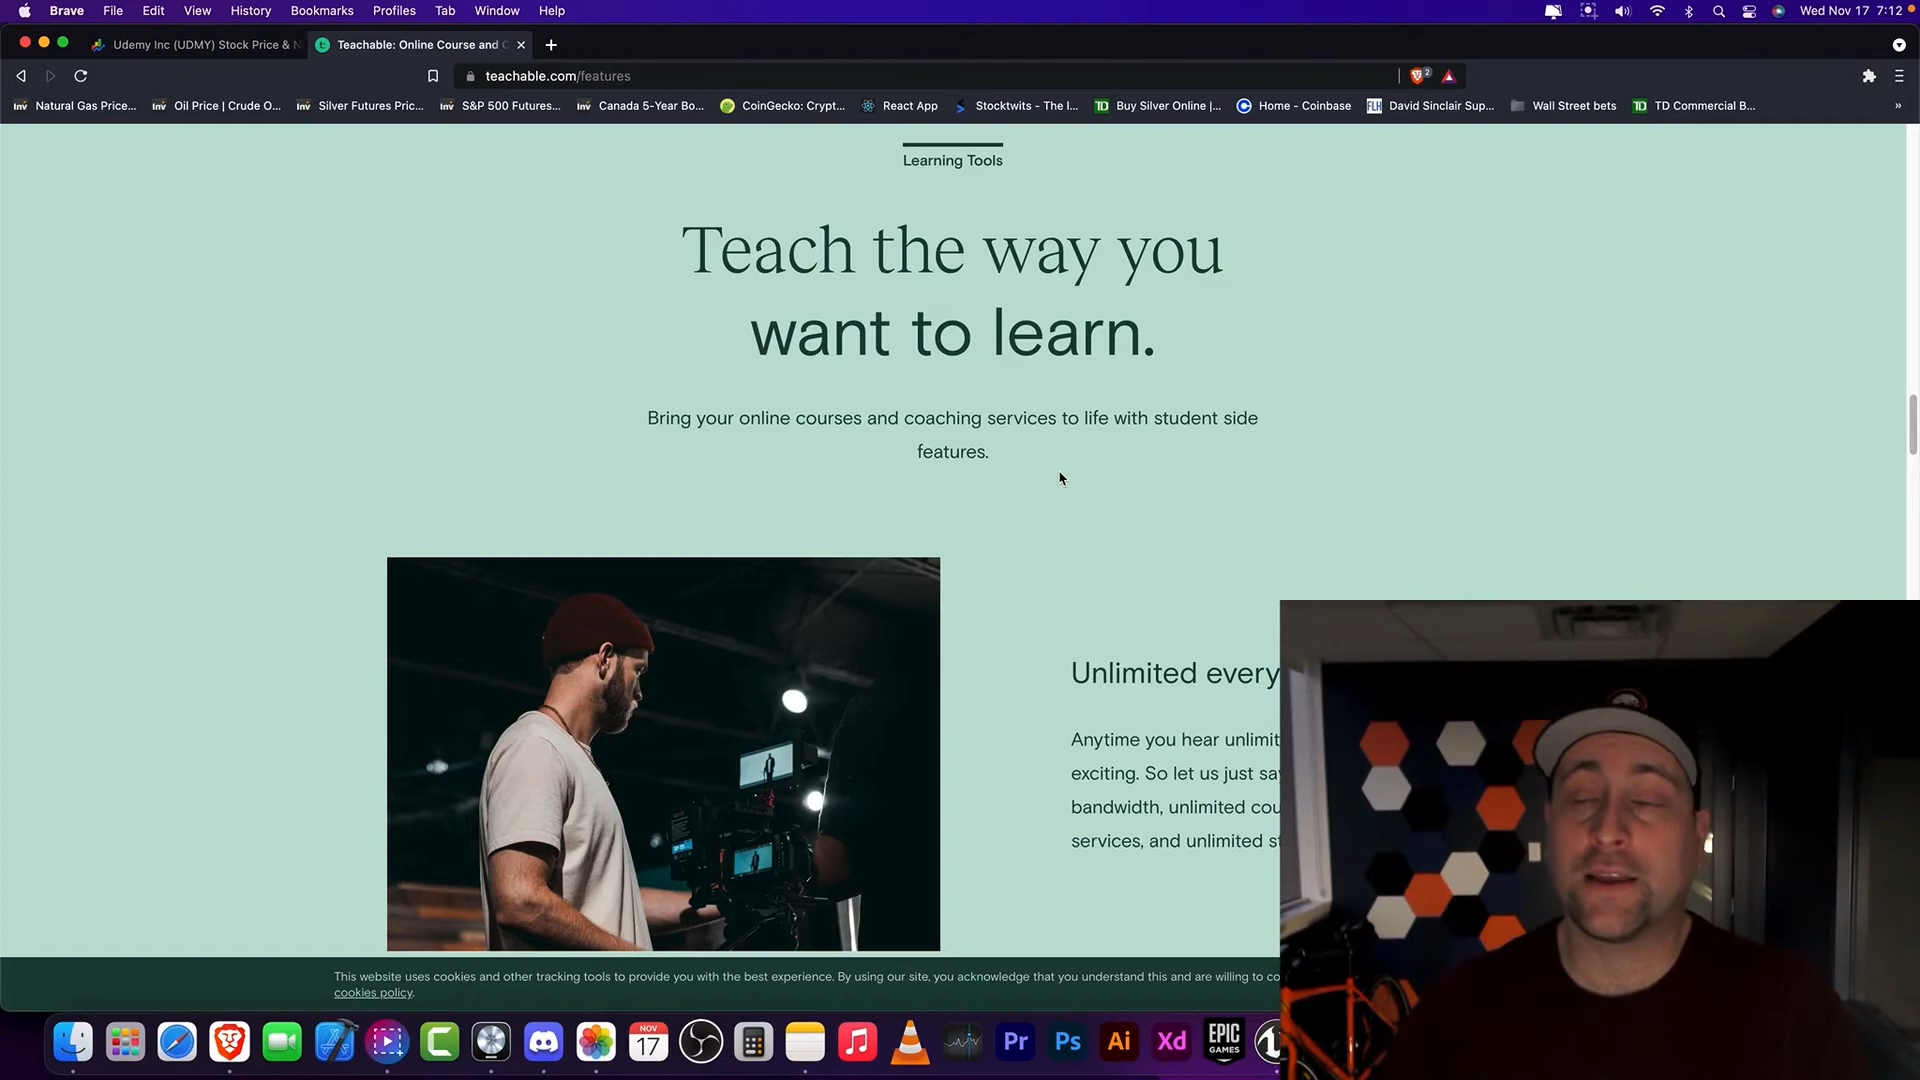 Brave File Edit View History Bookmarks Profiles Tab Window Help Wed Nov 17 7:12
Udemy Inc (UDMY) Stock Price & N
Teachable: Online Course and C
teachable.com/features
2
Natural Gas Price... Oil Price | Crude O... Silver Futures Pric... S&P 500 Futures... Canada 5-Year Bo... CoinGecko: Crypt... React App Stocktwits - The I... Buy Silver Online |... Home - Coinbase David Sinclair Sup... Wall Street bets TD Commercial B... »
Learning Tools
Teach the way you
want to learn.
Bring your online courses and coaching services to life with student side
features.
Unlimited every
Anytime you hear unlimit
exciting. So let us just sa
bandwidth, unlimited cou
services, and unlimited st
This website uses cookies and other tracking tools to provide you with the best experience. By using our site, you acknowledge that you understand this and are willing to co
cookies policy.
NOV
17
Pr Ps Ai Xd
EPIC
GAMES